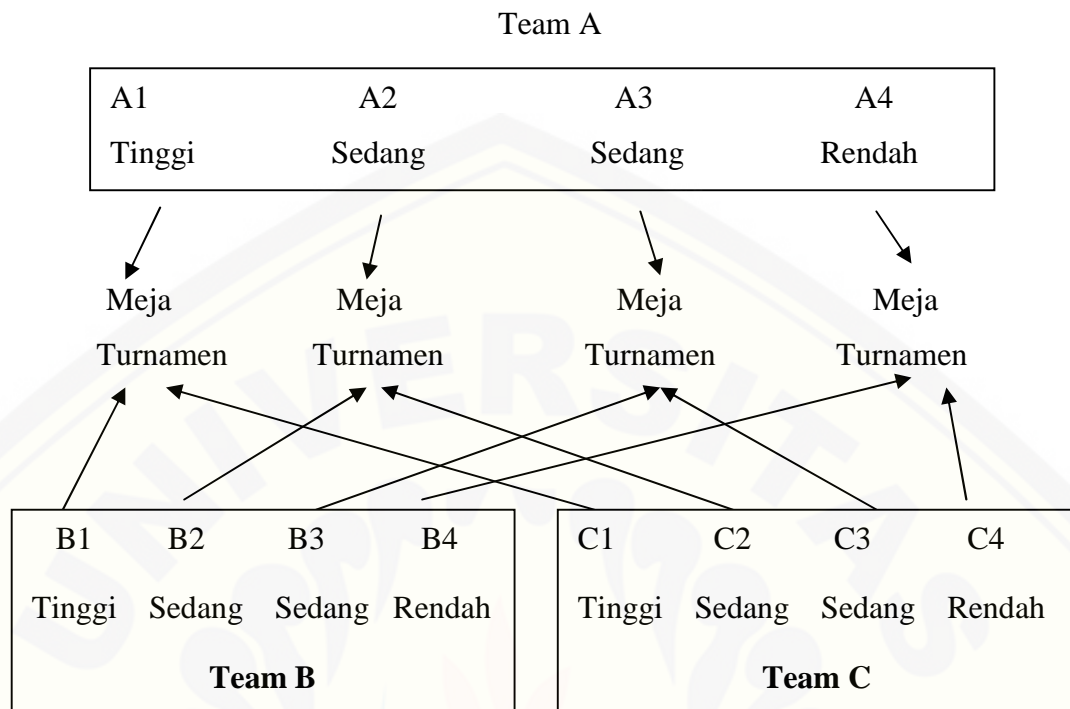 Team A
A1 A2 A3 A4
Tinggi Sedang Sedang Rendah
Meja Meja Meja Meja
Turnamen Turnamen Turnamen Turnamen
B1 B2 B3 B4 C1 C2 C3 C4
Tinggi Sedang Sedang Rendah Tinggi Sedang Sedang Rendah
Team B Team C
UNIVERSITAS